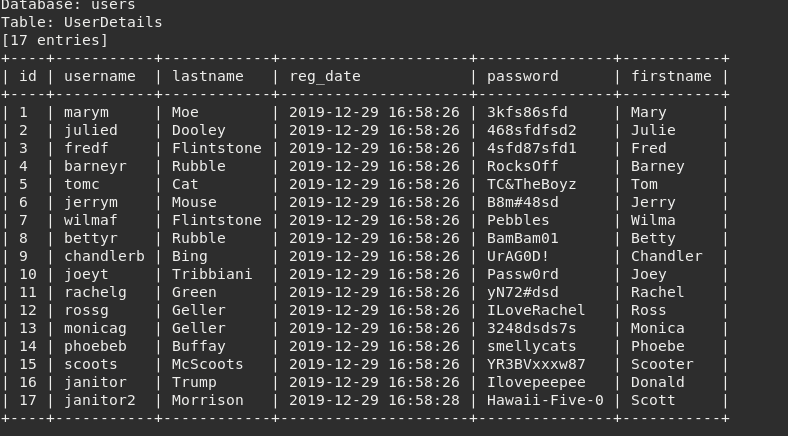 Database: users
Table: UserDetails
[17 entries]
+----+-----------+------------+---------------------+---------------+-----------+
| id | username  | lastname   | reg_date            | password      | firstname |
+----+-----------+------------+---------------------+---------------+-----------+
| 1  | marym     | Moe        | 2019-12-29 16:58:26 | 3kfs86sfd     | Mary      |
| 2  | julied    | Dooley     | 2019-12-29 16:58:26 | 468sfdfsd2    | Julie     |
| 3  | fredf     | Flintstone | 2019-12-29 16:58:26 | 4sfd87sfd1    | Fred      |
| 4  | barneyr   | Rubble     | 2019-12-29 16:58:26 | RocksOff      | Barney    |
| 5  | tomc      | Cat        | 2019-12-29 16:58:26 | TC&TheBoyz    | Tom       |
| 6  | jerrym    | Mouse      | 2019-12-29 16:58:26 | B8m#48sd      | Jerry     |
| 7  | wilmaf    | Flintstone | 2019-12-29 16:58:26 | Pebbles       | Wilma     |
| 8  | bettyr    | Rubble     | 2019-12-29 16:58:26 | BamBam01      | Betty     |
| 9  | chandlerb | Bing       | 2019-12-29 16:58:26 | UrAG0D!       | Chandler  |
| 10 | joeyt     | Tribbiani  | 2019-12-29 16:58:26 | Passw0rd      | Joey      |
| 11 | rachelg   | Green      | 2019-12-29 16:58:26 | yN72#dsd      | Rachel    |
| 12 | rossg     | Geller     | 2019-12-29 16:58:26 | ILoveRachel   | Ross      |
| 13 | monicag   | Geller     | 2019-12-29 16:58:26 | 3248dsds7s    | Monica    |
| 14 | phoebeb   | Buffay     | 2019-12-29 16:58:26 | smellycats    | Phoebe    |
| 15 | scoots    | McScoots   | 2019-12-29 16:58:26 | YR3BVxxxw87   | Scooter   |
| 16 | janitor   | Trump      | 2019-12-29 16:58:26 | Ilovepeepee   | Donald    |
| 17 | janitor2  | Morrison   | 2019-12-29 16:58:28 | Hawaii-Five-0 | Scott     |
+----+-----------+------------+---------------------+---------------+-----------+